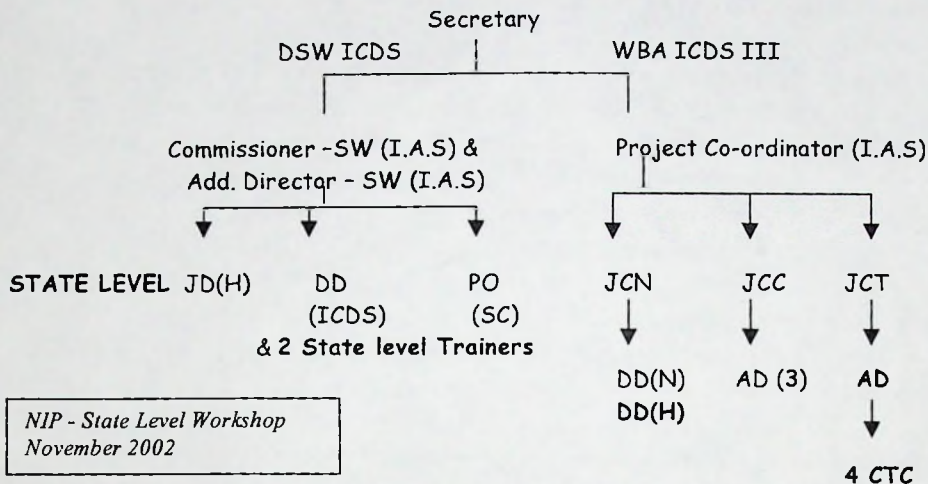 Secretary
DSW ICDS WBA ICDS III
Commissioner -SW (I.A.S) & Project Co-ordinator (I.A.S)
Add. Director - SW (I.A.S)
STATE LEVEL JD(H) DD PO JCN JCC JCT
(ICDS) (SC)
& 2 State level Trainers
DD(N) AD (3) AD
DD(H)
NIP - State Level Workshop
November 2002
4 CTC